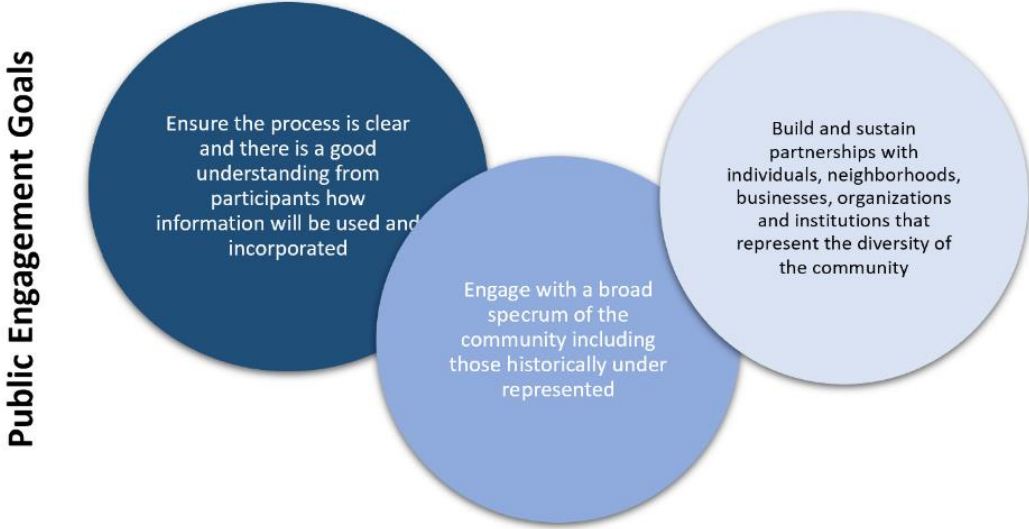 Public Engagement Goals
Ensure the process is clear
and there is a good
understanding from
participants how
information will be used and
incorporated
Engage with a broad
specrum of the
community including
those historically under
represented
Build and sustain
partnerships with
individuals, neighborhoods,
businesses, organizations
and institutions that
represent the diversity of
the community